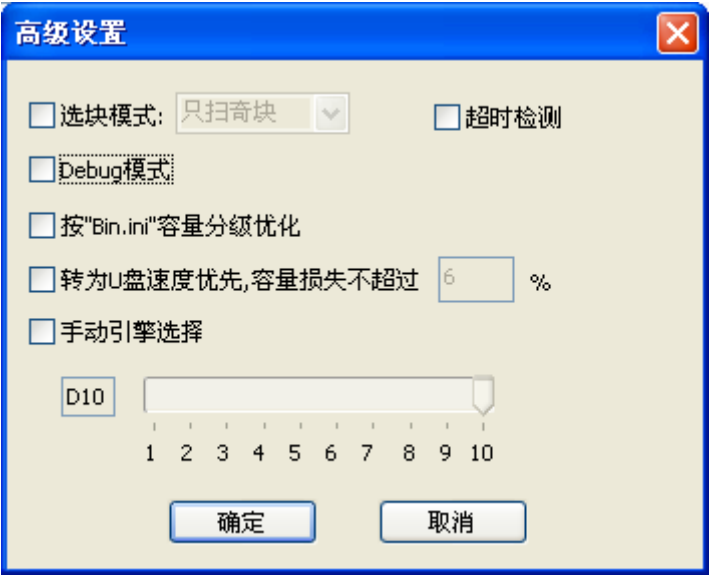 高级设置
选块模式: 只扫奇块 超时检测
Debug模式
按"Bin.ini"容量分级优化
转为U盘速度优先,容量损失不超过 6 %
手动引擎选择
D10
1 2 3 4 5 6 7 8 9 10
确定 取消